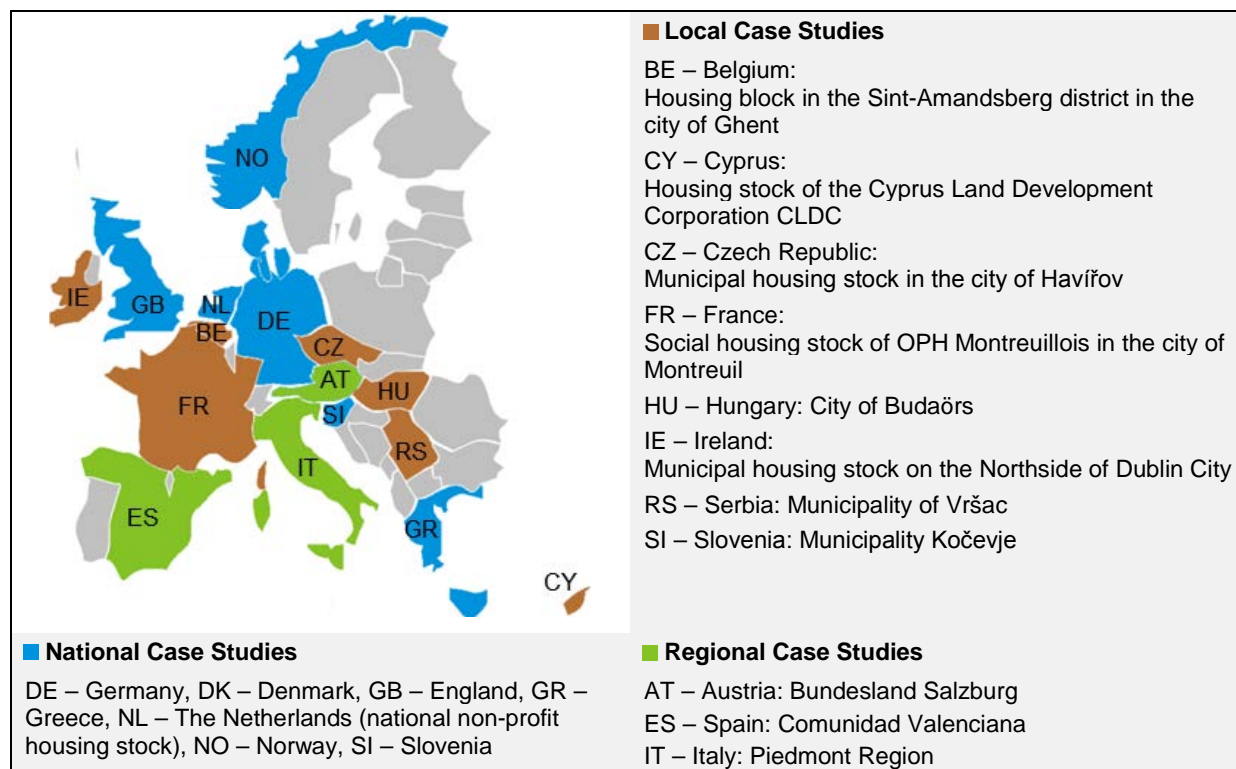 NO
IE
GB
NL
BE
DE
CZ
AT
HU
FR
SI
RS
IT
ES
GR
CY
Local Case Studies
BE – Belgium:
Housing block in the Sint-Amandsberg district in the
city of Ghent
CY – Cyprus:
Housing stock of the Cyprus Land Development
Corporation CLDC
CZ – Czech Republic:
Municipal housing stock in the city of Havířov
FR – France:
Social housing stock of OPH Montreuillois in the city of
Montreuil
HU – Hungary: City of Budaörs
IE – Ireland:
Municipal housing stock on the Northside of Dublin City
RS – Serbia: Municipality of Vršac
SI – Slovenia: Municipality Kočevje
National Case Studies
DE – Germany, DK – Denmark, GB – England, GR –
Greece, NL – The Netherlands (national non-profit
housing stock), NO – Norway, SI – Slovenia
Regional Case Studies
AT – Austria: Bundesland Salzburg
ES – Spain: Comunidad Valenciana
IT – Italy: Piedmont Region